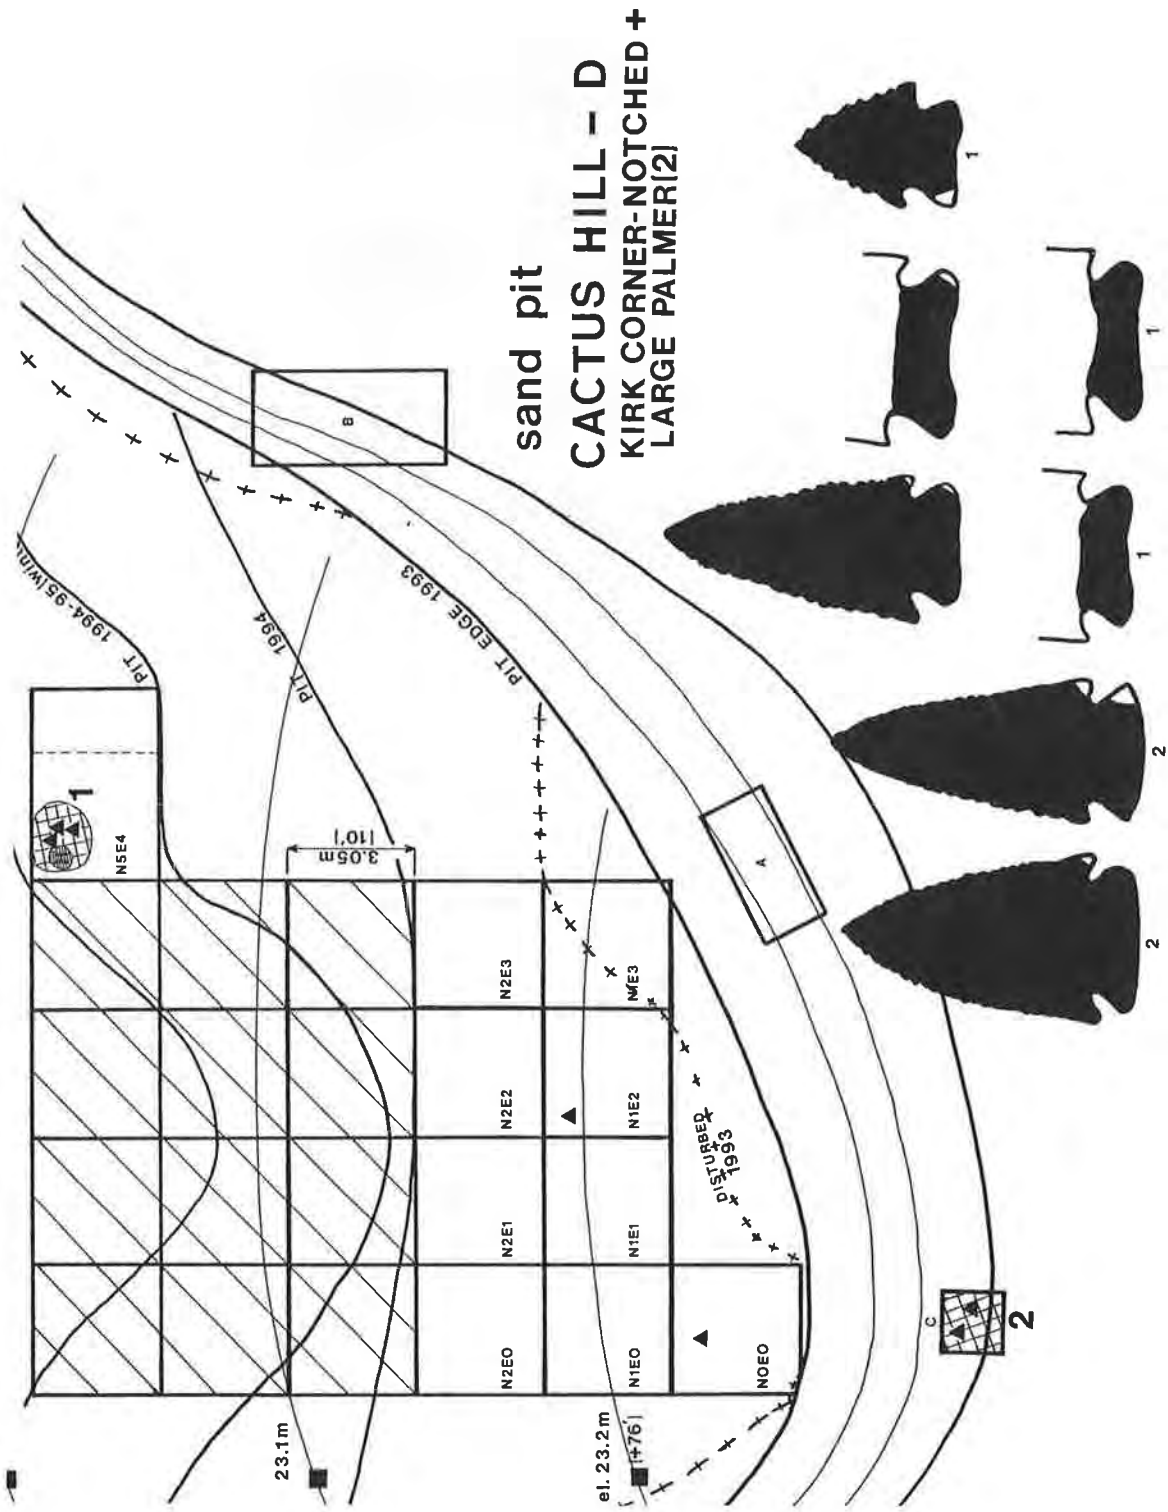 sand pit
CACTUS HILL – D
KIRK CORNER-NOTCHED +
LARGE PALMER(2)
PIT 1994-95(wint
PIT 1994
PIT EDGE 1993
1
N5E4
3.05m
(10')
B
A
N2E0
N2E1
N2E2
N2E3
N1E0
N1E1
N1E2
N1E3
N0E0
DISTURBED
1993
23.1m
el. 23.2m
(+76')
C
2
1
1
1
2
2